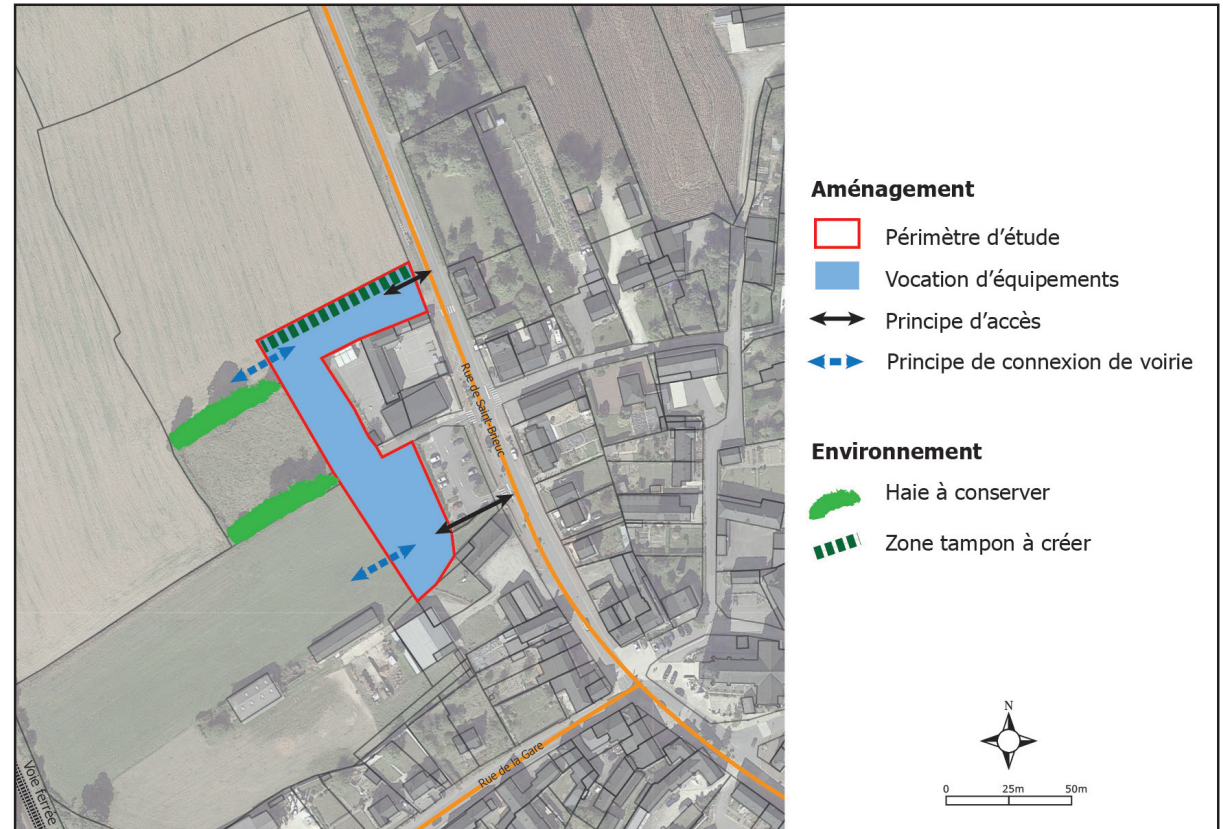 Rue de Saint-Brieuc
Rue de la Gare
Voie ferrée
Aménagement
Périmètre d'étude
Vocation d'équipements
Principe d'accès
Principe de connexion de voirie
Environnement
Haie à conserver
Zone tampon à créer
N
0 25m 50m